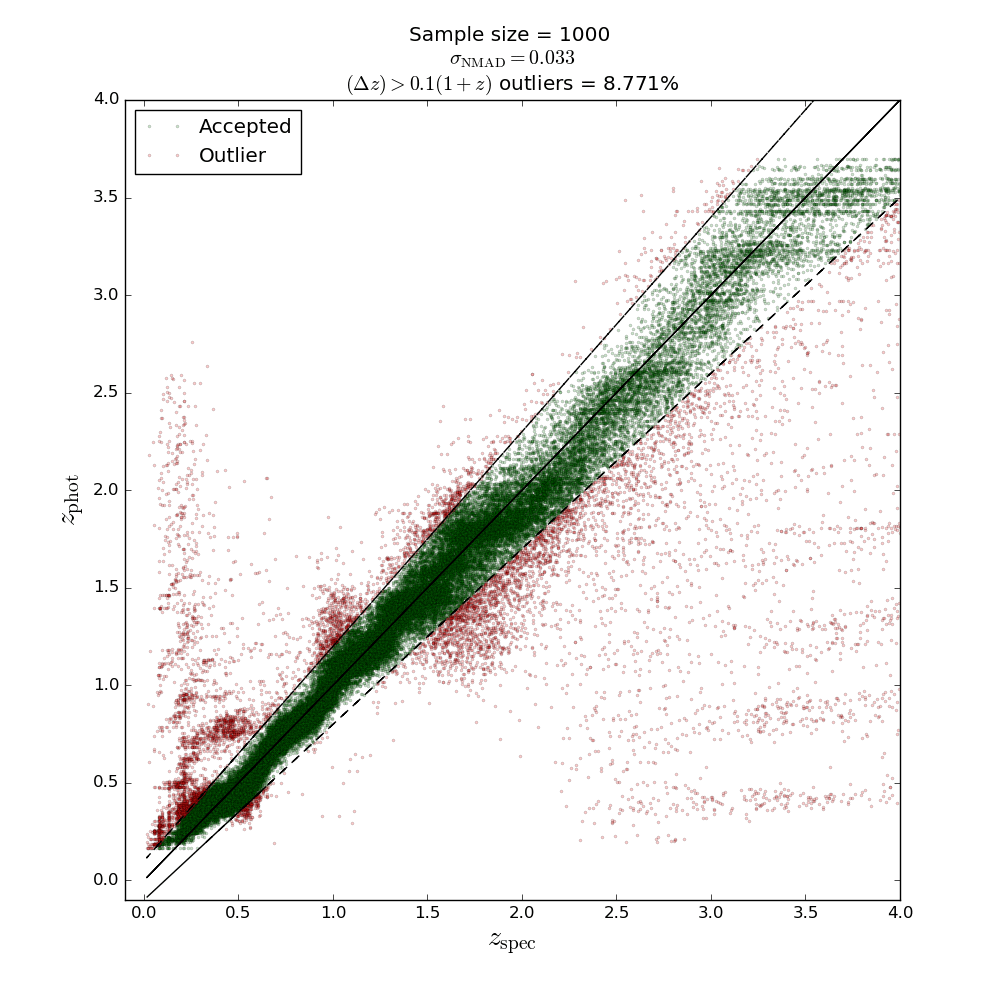 Sample size = 1000
σNMAD = 0.033
(Δz) > 0.1(1 + z) outliers = 8.771%
Accepted
Outlier
4.0
3.5
3.0
2.5
2.0
1.5
1.0
0.5
0.0
zphot
0.0 0.5 1.0 1.5 2.0 2.5 3.0 3.5 4.0
zspec